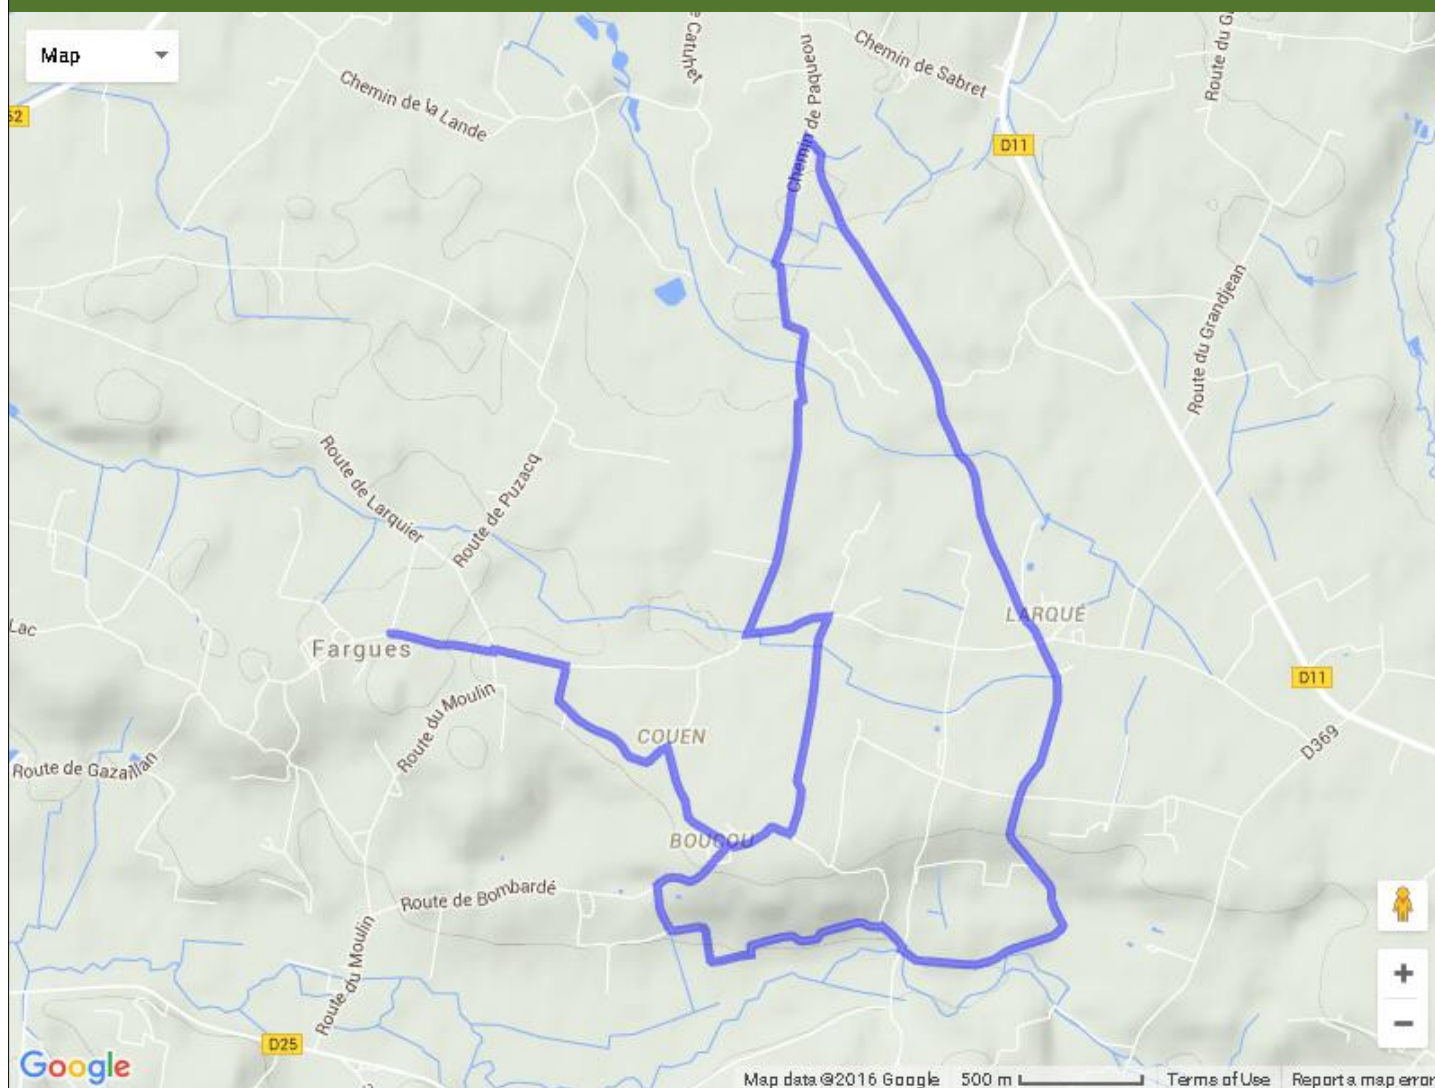 Map
Catuhet
Chemin de Pagueou
Chemin de Sabret
Route du G
Chemin de la Lande
D11
Route du Grandjean
Route de Larquier
Route de Puzacq
LARQUÉ
Lac
Fargues
D11
Route du Moulin
COUEN
D369
Route de Gazaillan
BOUCOU
Route de Bombardé
Route du Moulin
D25
Google
Map data ©2016 Google 500 m Terms of Use Report a map error